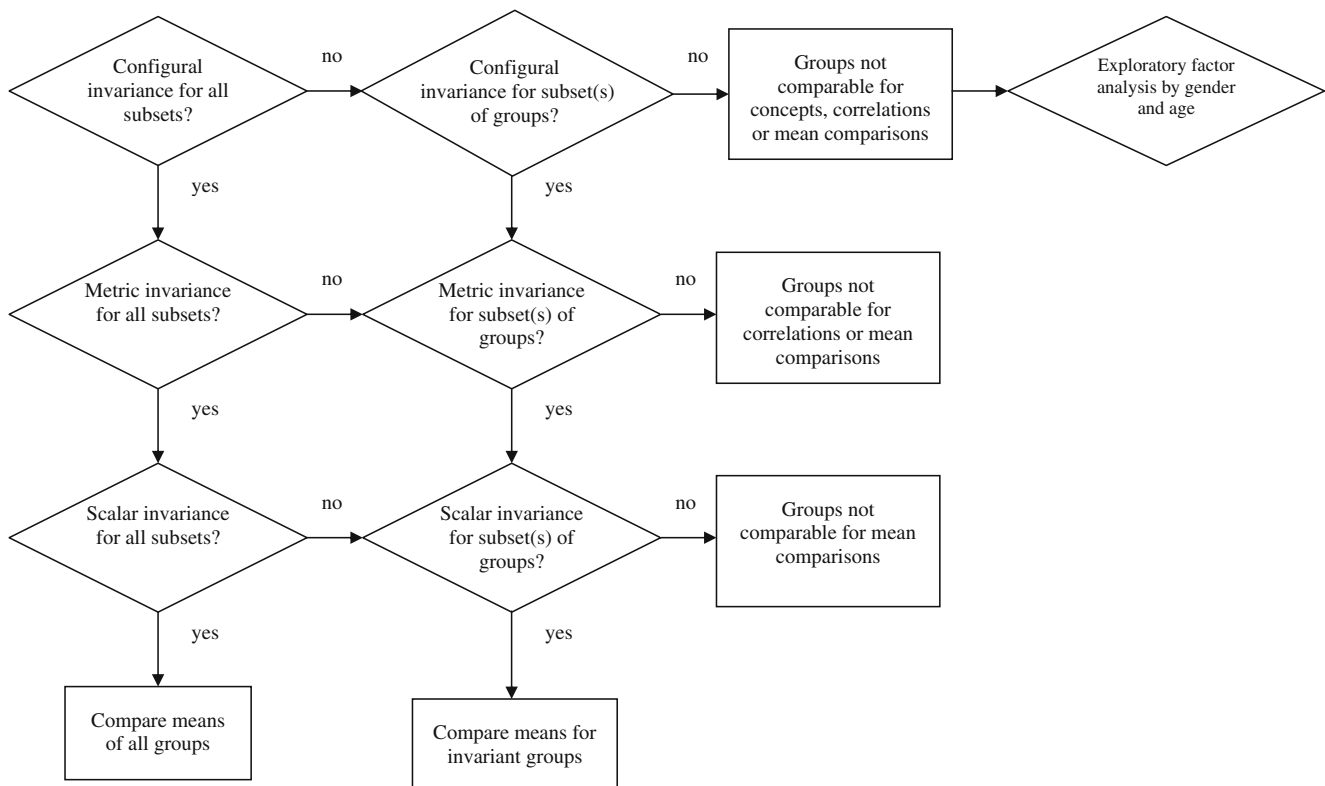 Configural
invariance for all
subsets?
no
Configural
invariance for subset(s)
of groups?
no
Groups not
comparable for
concepts, correlations
or mean comparisons
Exploratory factor
analysis by gender
and age
yes
yes
Metric invariance
for all subsets?
no
Metric invariance
for subset(s) of
groups?
no
Groups not
comparable for
correlations or mean
comparisons
yes
yes
Scalar invariance
for all subsets?
no
Scalar invariance
for subset(s) of
groups?
no
Groups not
comparable for mean
comparisons
yes
yes
Compare means
of all groups
Compare means for
invariant groups